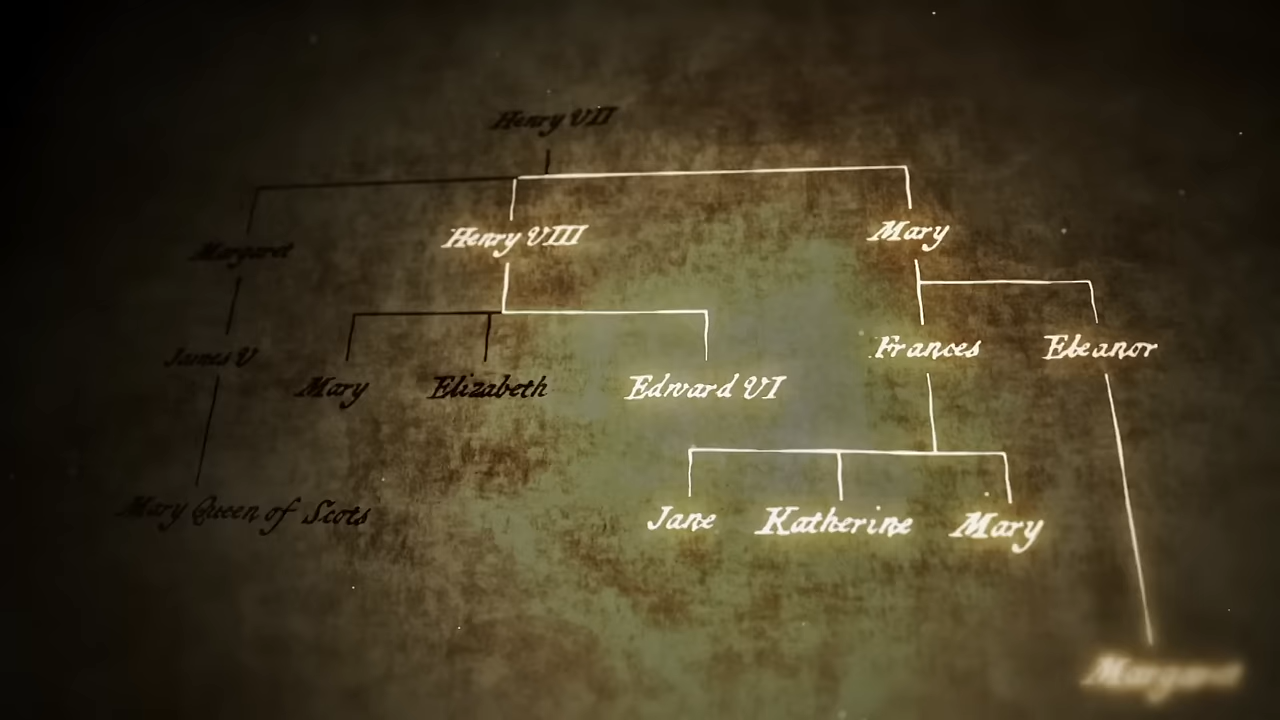 Henry VII
Margaret
Henry VIII
Mary
James V
Mary
Elizabeth
Edward VI
Frances
Eleanor
Mary Queen of Scots
Jane
Katherine
Mary
Margaret